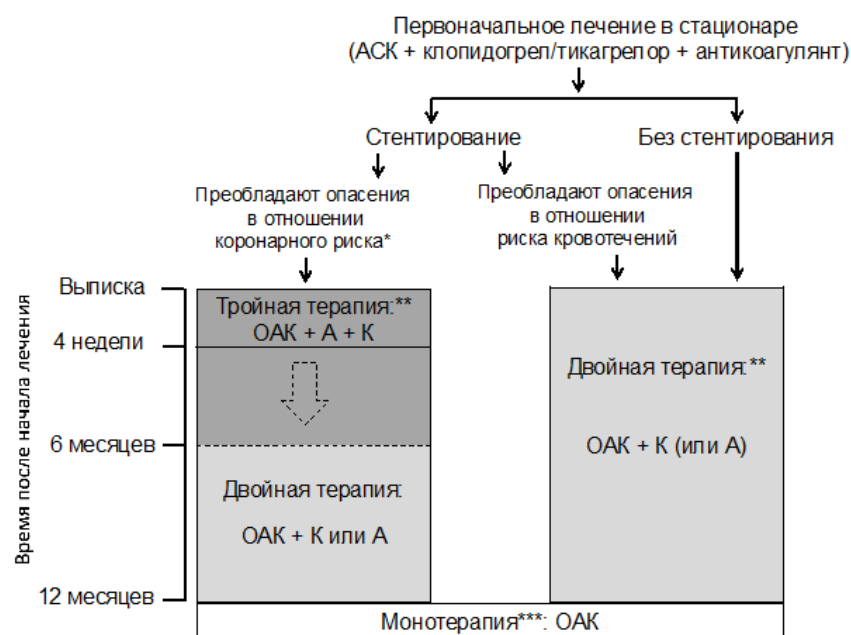 Первоначальное лечение в стационаре
(АСК + клопидогрел/тикагрелор + антикоагулянт)
Стентирование
Без стентирования
Преобладают опасения
в отношении
коронарного риска*
Преобладают опасения
в отношении
риска кровотечений
Время после начала лечения
Выписка
4 недели
6 месяцев
12 месяцев
Тройная терапия:**
ОАК + А + К
Двойная терапия:
ОАК + К или А
Двойная терапия:**
ОАК + К (или А)
Монотерапия***: ОАК